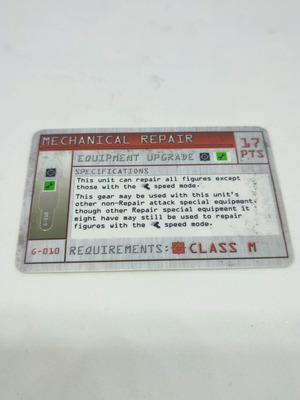 MECHANICAL REPAIR
17 PTS
EQUIPMENT UPGRADE
SPECIFICATIONS
This unit can repair all figures except
those with the speed mode.
This gear may be used with this unit's
other non-Repair attack special equipment,
though other Repair special equipment it
might have may still be used to repair
figures with the speed mode.
G-010
G-010
REQUIREMENTS: CLASS M